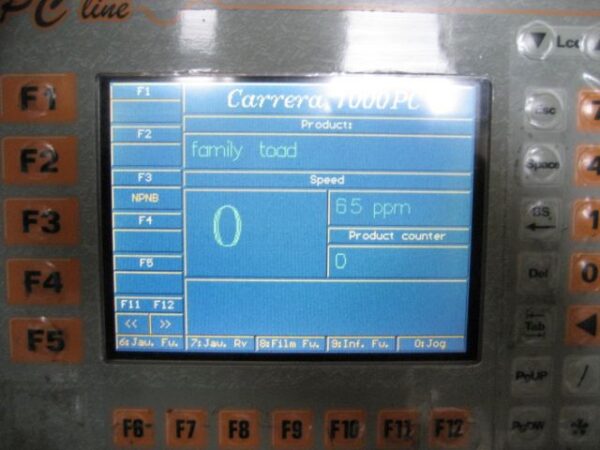 PC line
Lcd
F1
F2
F3
F4
F5
F1
F2
F3
NPNB
F4
F5
F11 F12
<< >>
Carrera 1000PC
Product:
family toad
Speed
0
65 ppm
Product counter
0
6:Jau. Fu. 7:Jau. Rv 8:Film Fu. 9:Inf. Fu. 0:Jog
Esc 7
Space 4
BS 1
Del 0
Tab
PgUP /
PgDW
F6 F7 F8 F9 F10 F11 F12